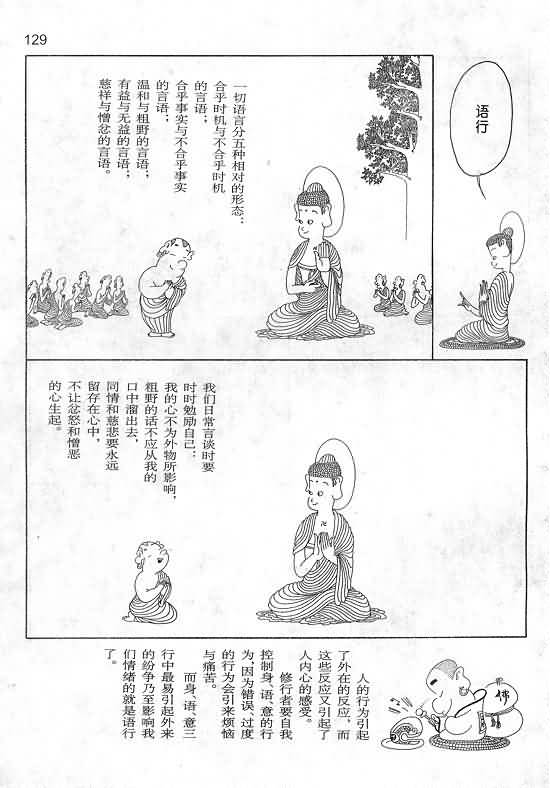 129
语行
一切语言分五种相对的形态：
合乎时机与不合乎时机
的言语；
合乎事实与不合乎事实
的言语；
温和与粗野的言语；
有益与无益的言语；
慈祥与憎忿的言语。
我们日常言谈时要
时时勉励自己：
我的心不为外物所影响，
粗野的话不应从我的
口中溜出去，
同情和慈悲要永远
留存在心中，
不让忿怒和憎恶
的心生起。
人的行为引起
了外在的反应，而
这些反应又引起了
人内心的感受。
修行者要自我
控制身、语、意的行
为，因为错误、过度
的行为会引来烦恼
与痛苦。
而身、语、意三
行中最易引起外来
的纷争乃至影响我
们情绪的就是语行
了。
佛